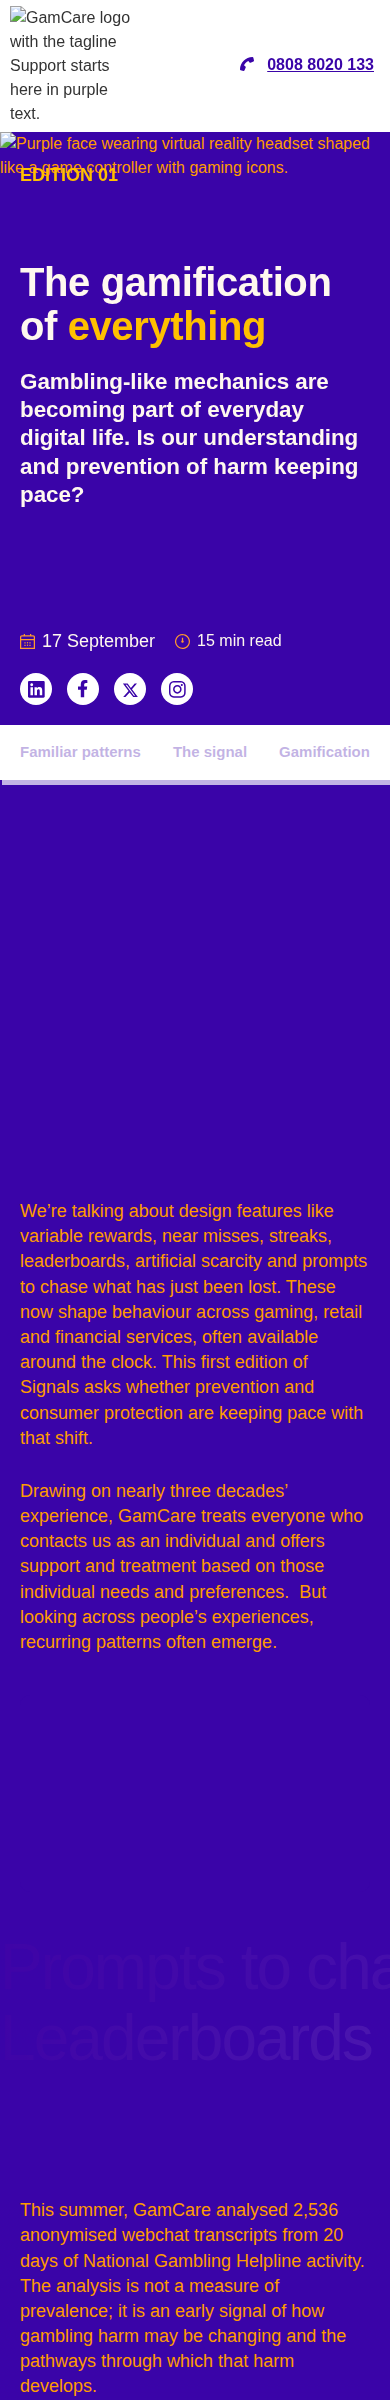 GamCare logo
with the tagline
Support starts
here in purple
text.
0808 8020 133
Purple face wearing virtual reality headset shaped
like a game controller with gaming icons.
EDITION 01
The gamification
of everything
Gambling-like mechanics are
becoming part of everyday
digital life. Is our understanding
and prevention of harm keeping
pace?
17 September
15 min read
Familiar patterns
The signal
Gamification
We’re talking about design features like
variable rewards, near misses, streaks,
leaderboards, artificial scarcity and prompts
to chase what has just been lost. These
now shape behaviour across gaming, retail
and financial services, often available
around the clock. This first edition of
Signals asks whether prevention and
consumer protection are keeping pace with
that shift.
Drawing on nearly three decades’
experience, GamCare treats everyone who
contacts us as an individual and offers
support and treatment based on those
individual needs and preferences.  But
looking across people’s experiences,
recurring patterns often emerge.
Prompts to cha
Leaderboards
This summer, GamCare analysed 2,536
anonymised webchat transcripts from 20
days of National Gambling Helpline activity.
The analysis is not a measure of
prevalence; it is an early signal of how
gambling harm may be changing and the
pathways through which that harm
develops.